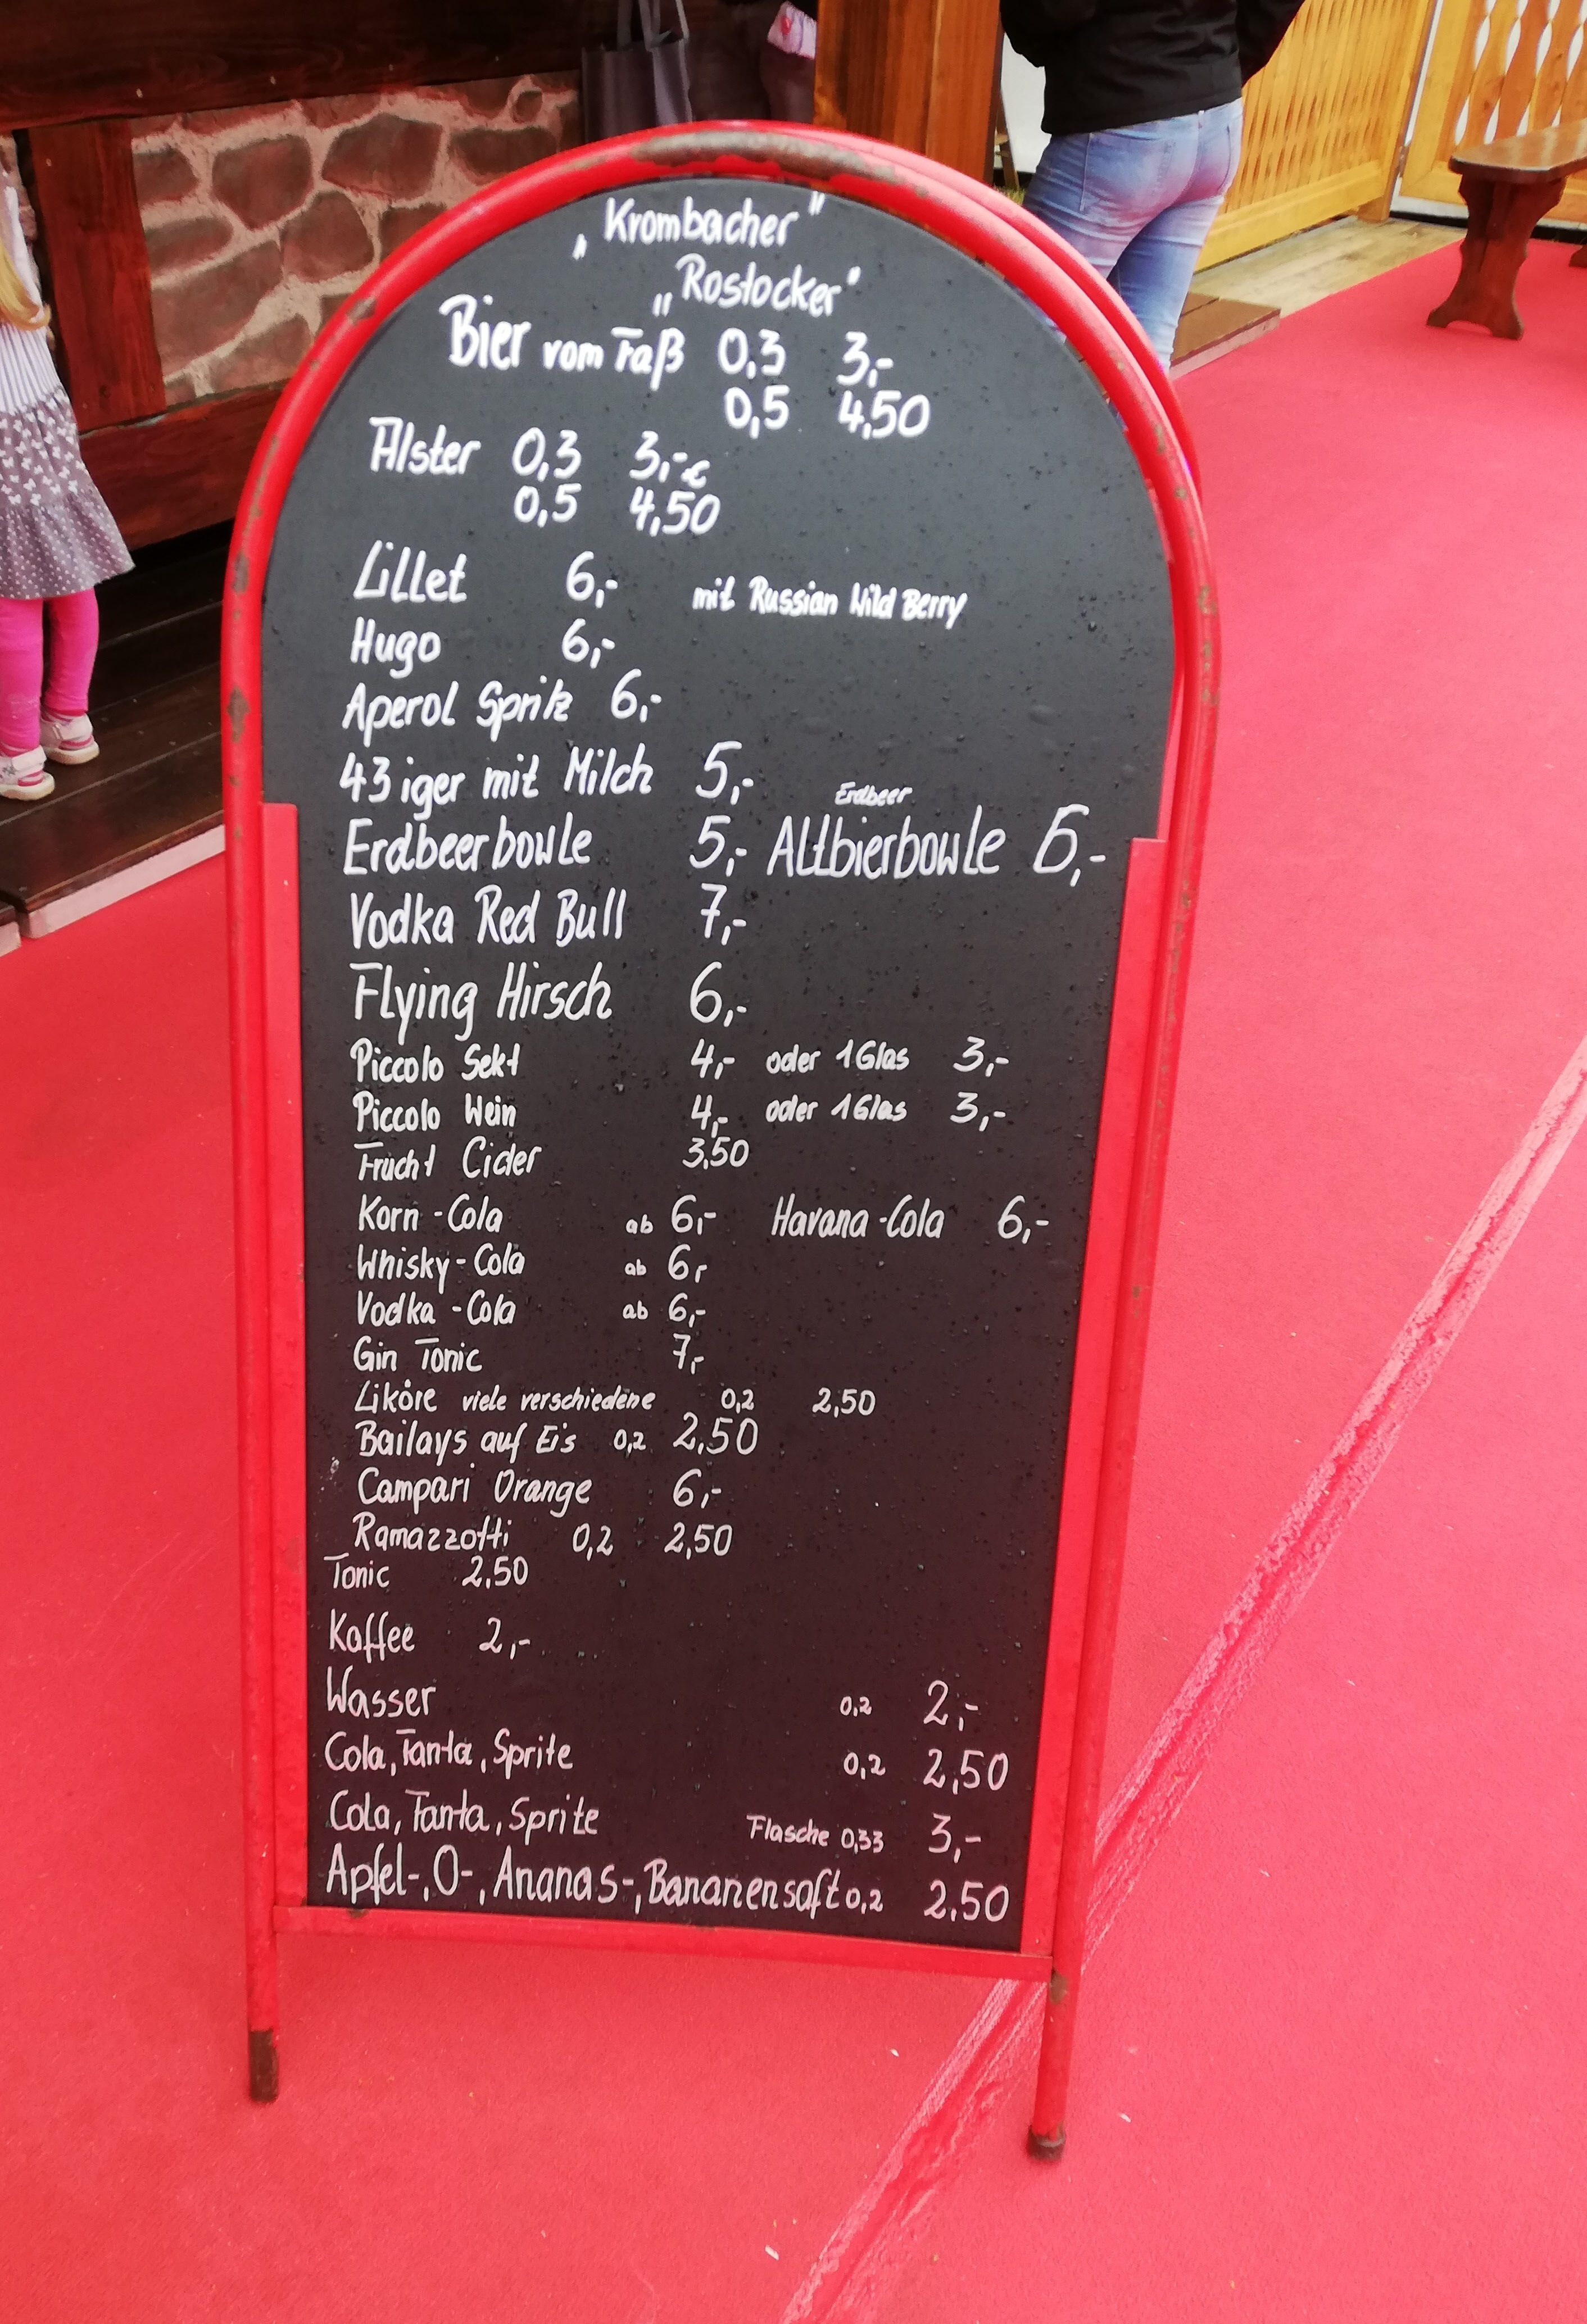 „Krombacher"
„Rostocker"
Bier vom Faß 0,3 3,-
0,5 4,50
Alster 0,3 3,-€
0,5 4,50
Lillet 6,- mit Russian Wild Berry
Hugo 6,-
Aperol Spritz 6,-
43iger mit Milch 5,-
Erdbeer
Erdbeerbowle 5,- Altbierbowle 5,-
Vodka Red Bull 7,-
Flying Hirsch 6,-
Piccolo Sekt 4,- oder 1 Glas 3,-
Piccolo Wein 4,- oder 1 Glas 3,-
Frucht Cider 3,50
Korn-Cola ab 6,- Havana-Cola 6,-
Whisky-Cola ab 6,-
Vodka-Cola ab 6,-
Gin Tonic 7,-
Liköre viele verschiedene 0,2 2,50
Bailays auf Eis 0,2 2,50
Campari Orange 6,-
Ramazzotti 0,2 2,50
Tonic 2,50
Kaffee 2,-
Wasser 0,2 2,-
Cola, Fanta, Sprite 0,2 2,50
Cola, Fanta, Sprite Flasche 0,33 3,-
Apfel-, O-, Ananas-, Bananensaft 0,2 2,50